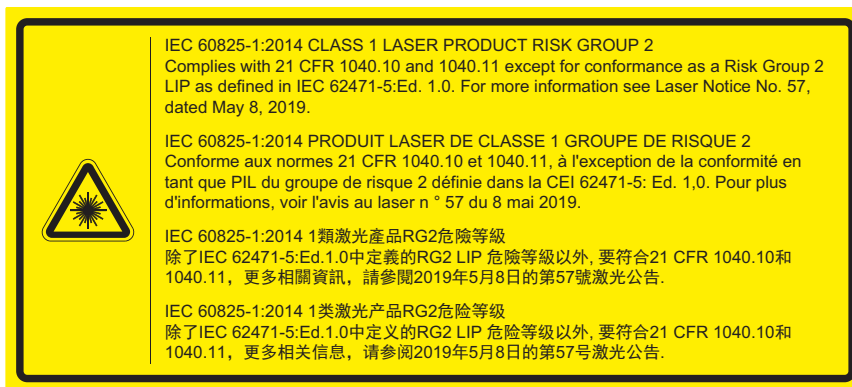 IEC 60825-1:2014 CLASS 1 LASER PRODUCT RISK GROUP 2
Complies with 21 CFR 1040.10 and 1040.11 except for conformance as a Risk Group 2
LIP as defined in IEC 62471-5:Ed. 1.0. For more information see Laser Notice No. 57,
dated May 8, 2019.
IEC 60825-1:2014 PRODUIT LASER DE CLASSE 1 GROUPE DE RISQUE 2
Conforme aux normes 21 CFR 1040.10 et 1040.11, à l'exception de la conformité en
tant que PIL du groupe de risque 2 définie dans la CEI 62471-5: Ed. 1,0. Pour plus
d'informations, voir l'avis au laser n ° 57 du 8 mai 2019.
IEC 60825-1:2014 1類激光產品RG2危險等級
除了IEC 62471-5:Ed.1.0中定義的RG2 LIP 危險等級以外, 要符合21 CFR 1040.10和
1040.11，更多相關資訊，請參閱2019年5月8日的第57號激光公告.
IEC 60825-1:2014 1类激光产品RG2危险等级
除了IEC 62471-5:Ed.1.0中定义的RG2 LIP 危险等级以外, 要符合21 CFR 1040.10和
1040.11，更多相关信息，请参阅2019年5月8日的第57号激光公告.